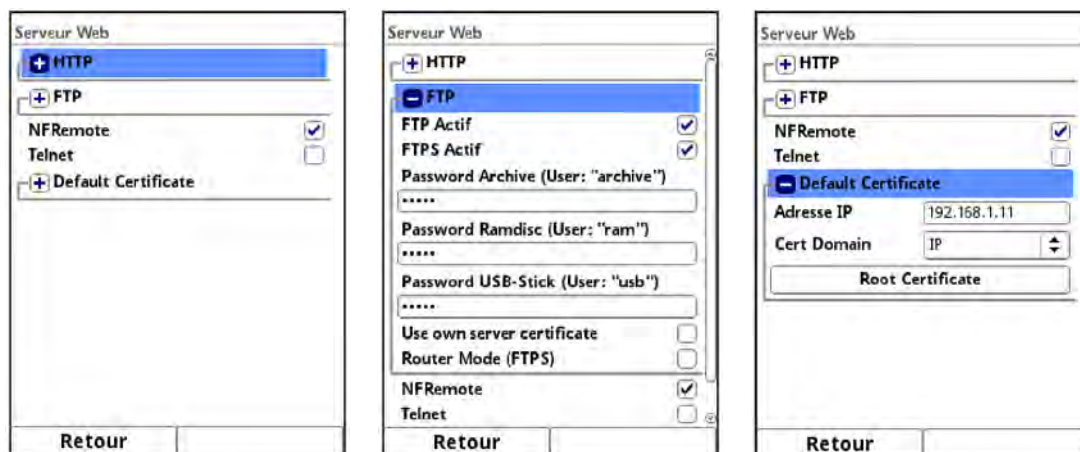 Serveur Web
HTTP
FTP
NFRemote
Telnet
Default Certificate
Retour
Serveur Web
HTTP
FTP
FTP Actif
FTPS Actif
Password Archive (User: "archive")
•••••
Password Ramdisc (User: "ram")
•••••
Password USB-Stick (User: "usb")
•••••
Use own server certificate
Router Mode (FTPS)
NFRemote
Telnet
Retour
Serveur Web
HTTP
FTP
NFRemote
Telnet
Default Certificate
Adresse IP 192.168.1.11
Cert Domain IP
Root Certificate
Retour